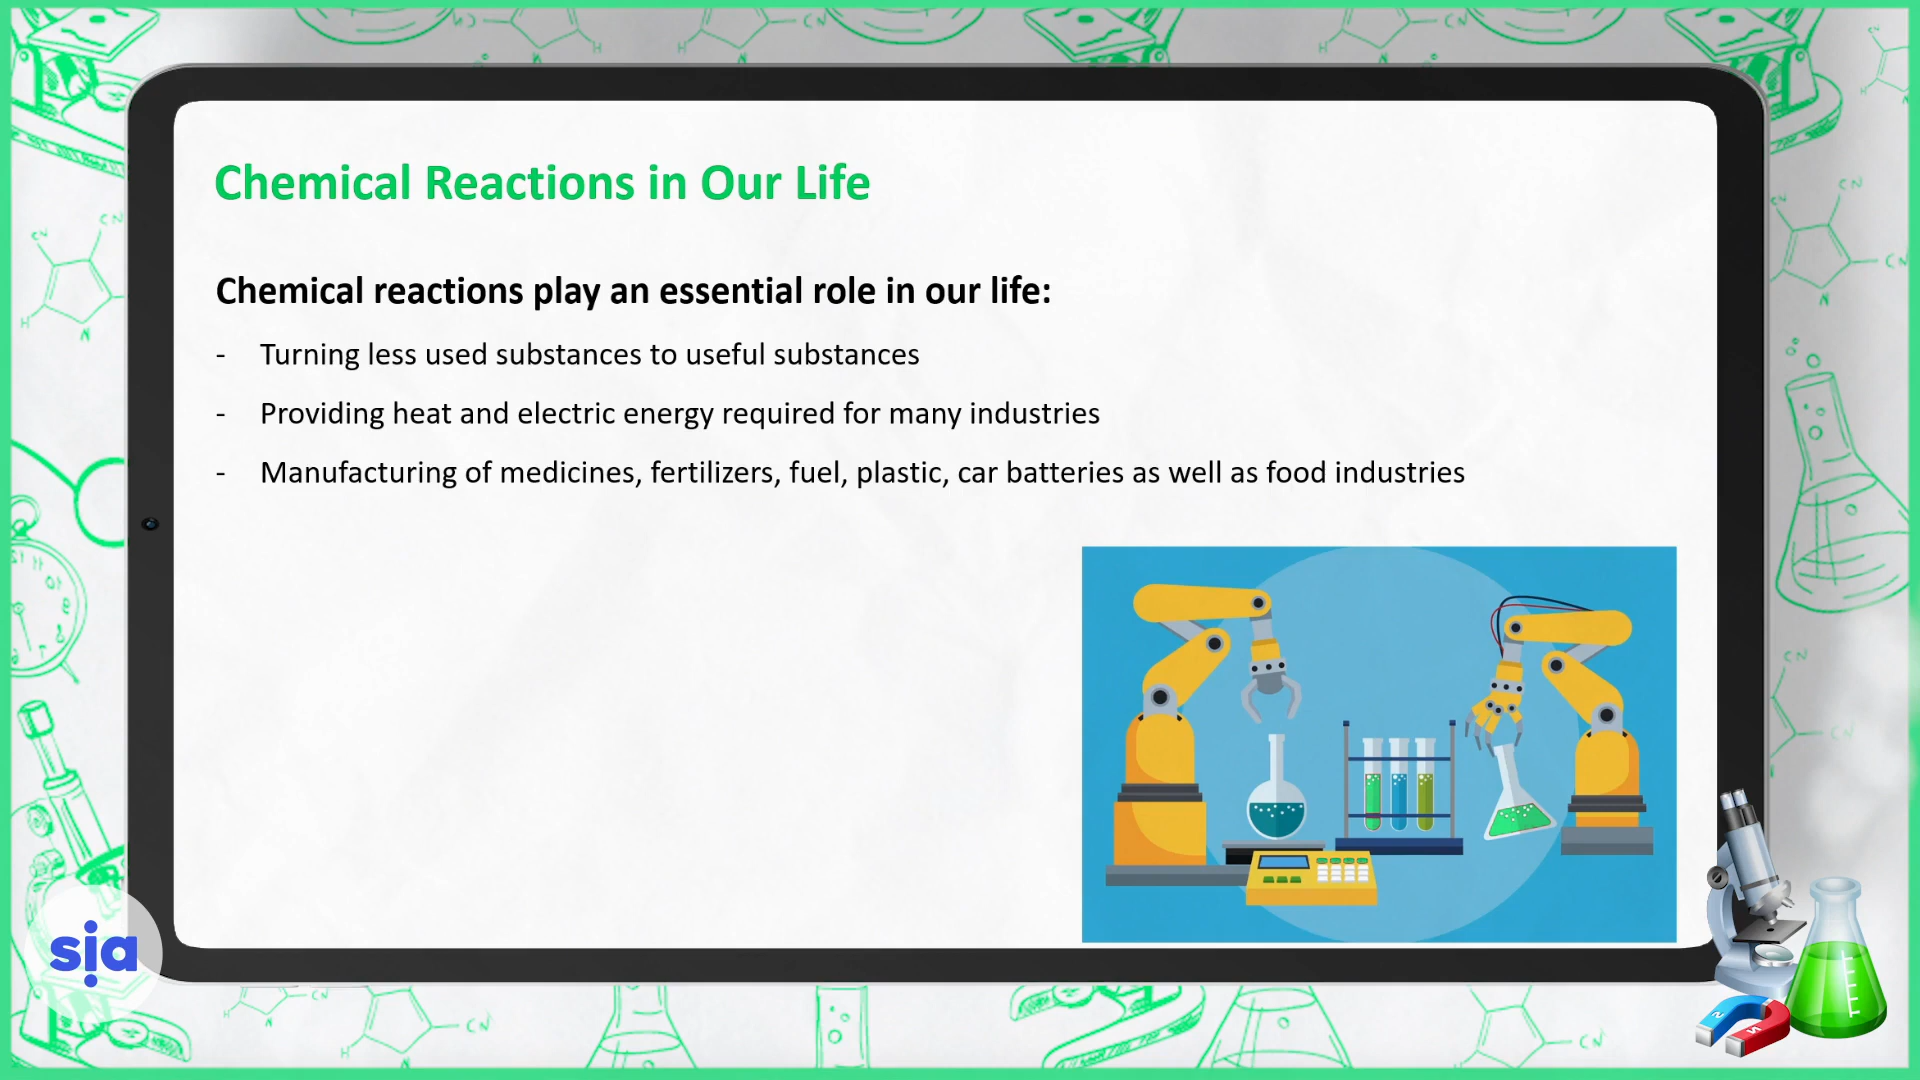 Chemical Reactions in Our Life
Chemical reactions play an essential role in our life:
- Turning less used substances to useful substances
- Providing heat and electric energy required for many industries
- Manufacturing of medicines, fertilizers, fuel, plastic, car batteries as well as food industries
sia